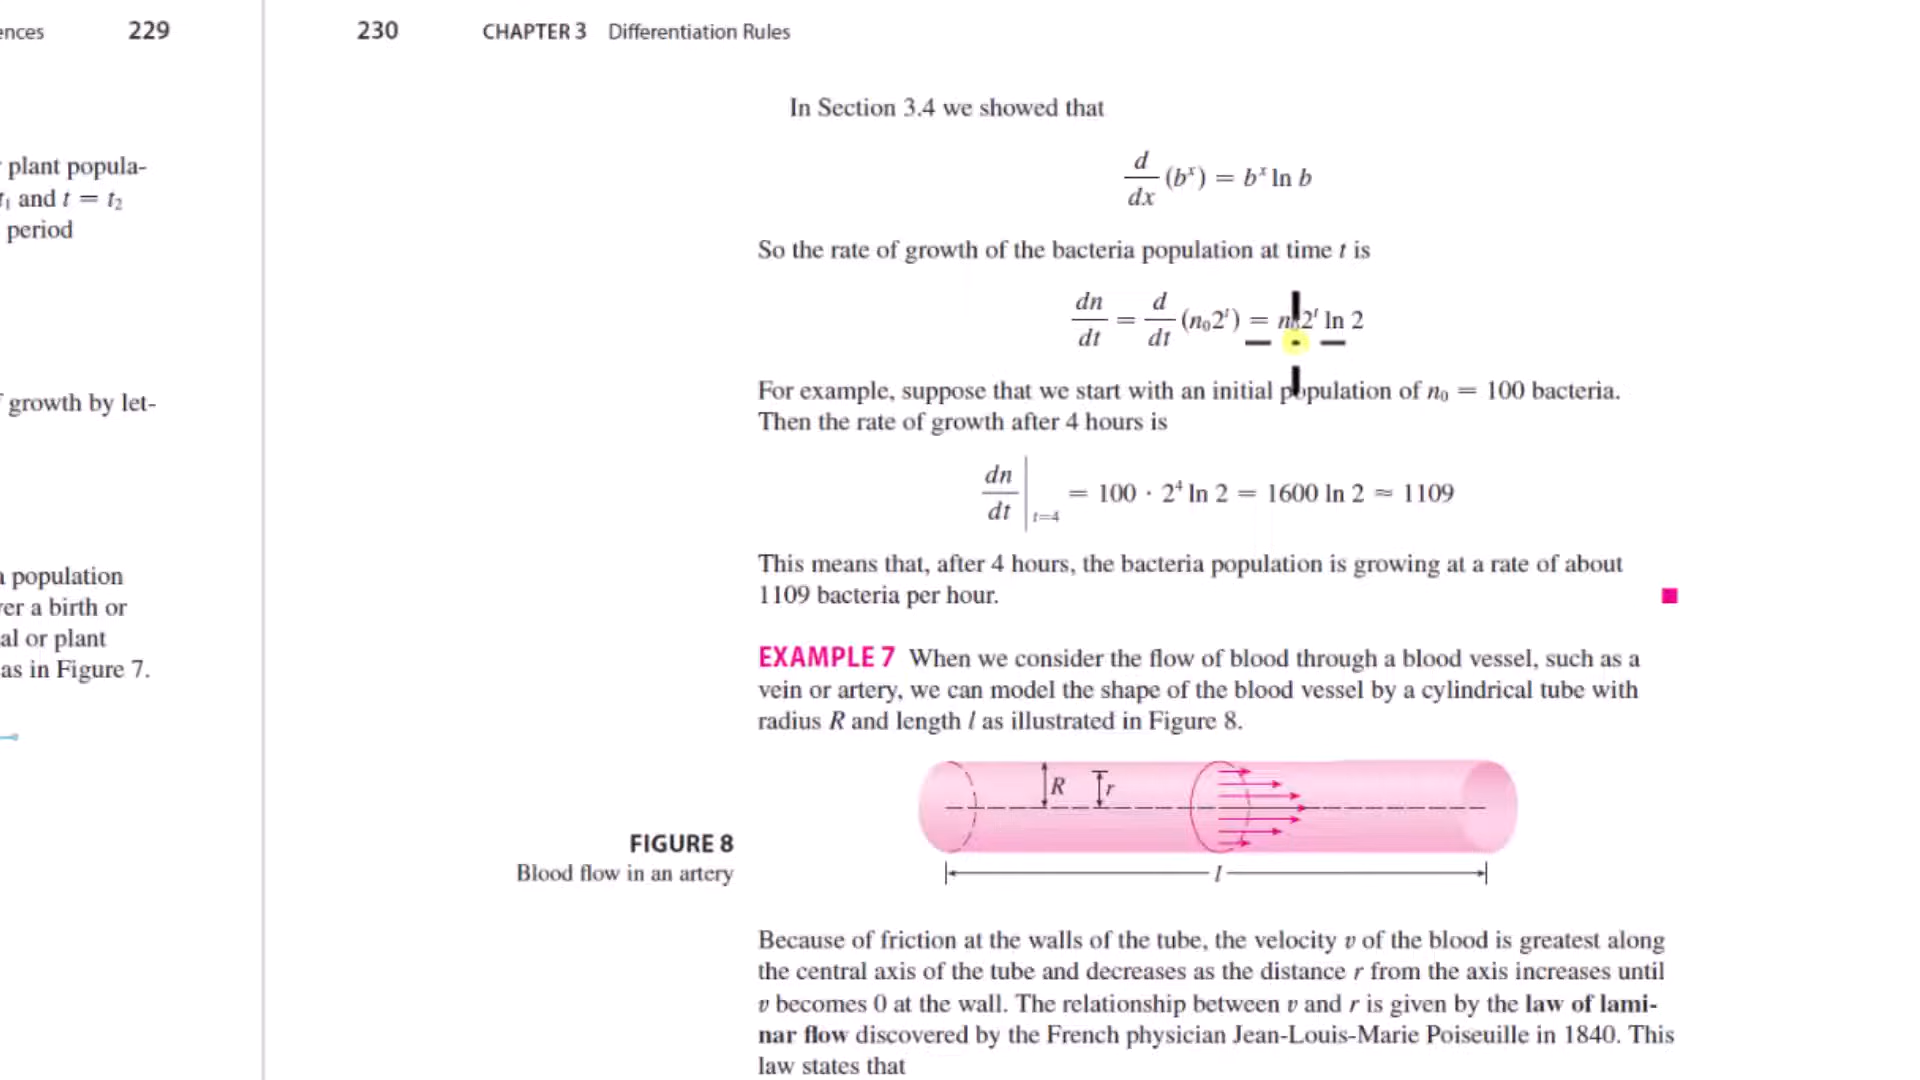 ences 229
plant popula-
t₁ and t = t₂
period
growth by let-
population
ver a birth or
al or plant
as in Figure 7.
230 CHAPTER 3 Differentiation Rules
In Section 3.4 we showed that
d/dx (bˣ) = bˣ ln b
So the rate of growth of the bacteria population at time t is
dn/dt = d/dt (n₀2ᵗ) = n₀2ᵗ ln 2
For example, suppose that we start with an initial population of n₀ = 100 bacteria.
Then the rate of growth after 4 hours is
dn/dt |t=4 = 100 · 2⁴ ln 2 = 1600 ln 2 ≈ 1109
This means that, after 4 hours, the bacteria population is growing at a rate of about
1109 bacteria per hour.
EXAMPLE 7 When we consider the flow of blood through a blood vessel, such as a
vein or artery, we can model the shape of the blood vessel by a cylindrical tube with
radius R and length l as illustrated in Figure 8.
R r
l
FIGURE 8
Blood flow in an artery
Because of friction at the walls of the tube, the velocity v of the blood is greatest along
the central axis of the tube and decreases as the distance r from the axis increases until
v becomes 0 at the wall. The relationship between v and r is given by the law of lami-
nar flow discovered by the French physician Jean-Louis-Marie Poiseuille in 1840. This
law states that